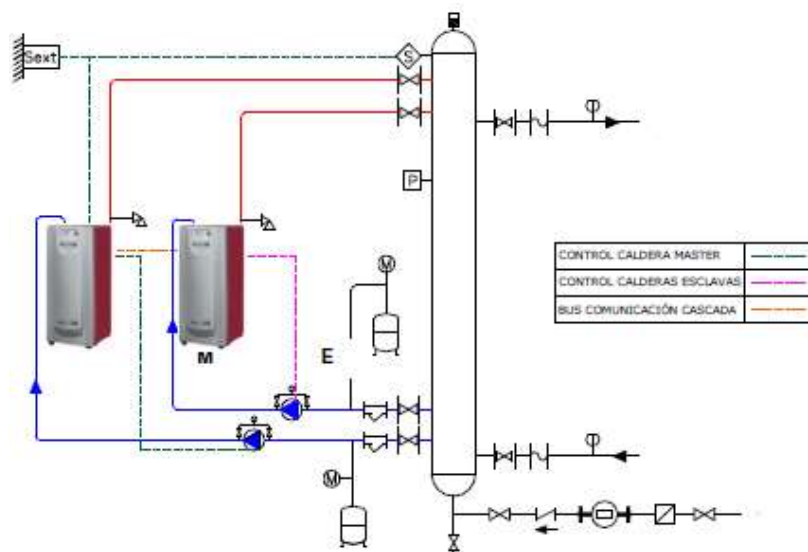 Sext
S
P
M
CONTROL CALDERA MASTER
CONTROL CALDERAS ESCLAVAS
BUS COMUNICACIÓN CASCADA
M
E
M